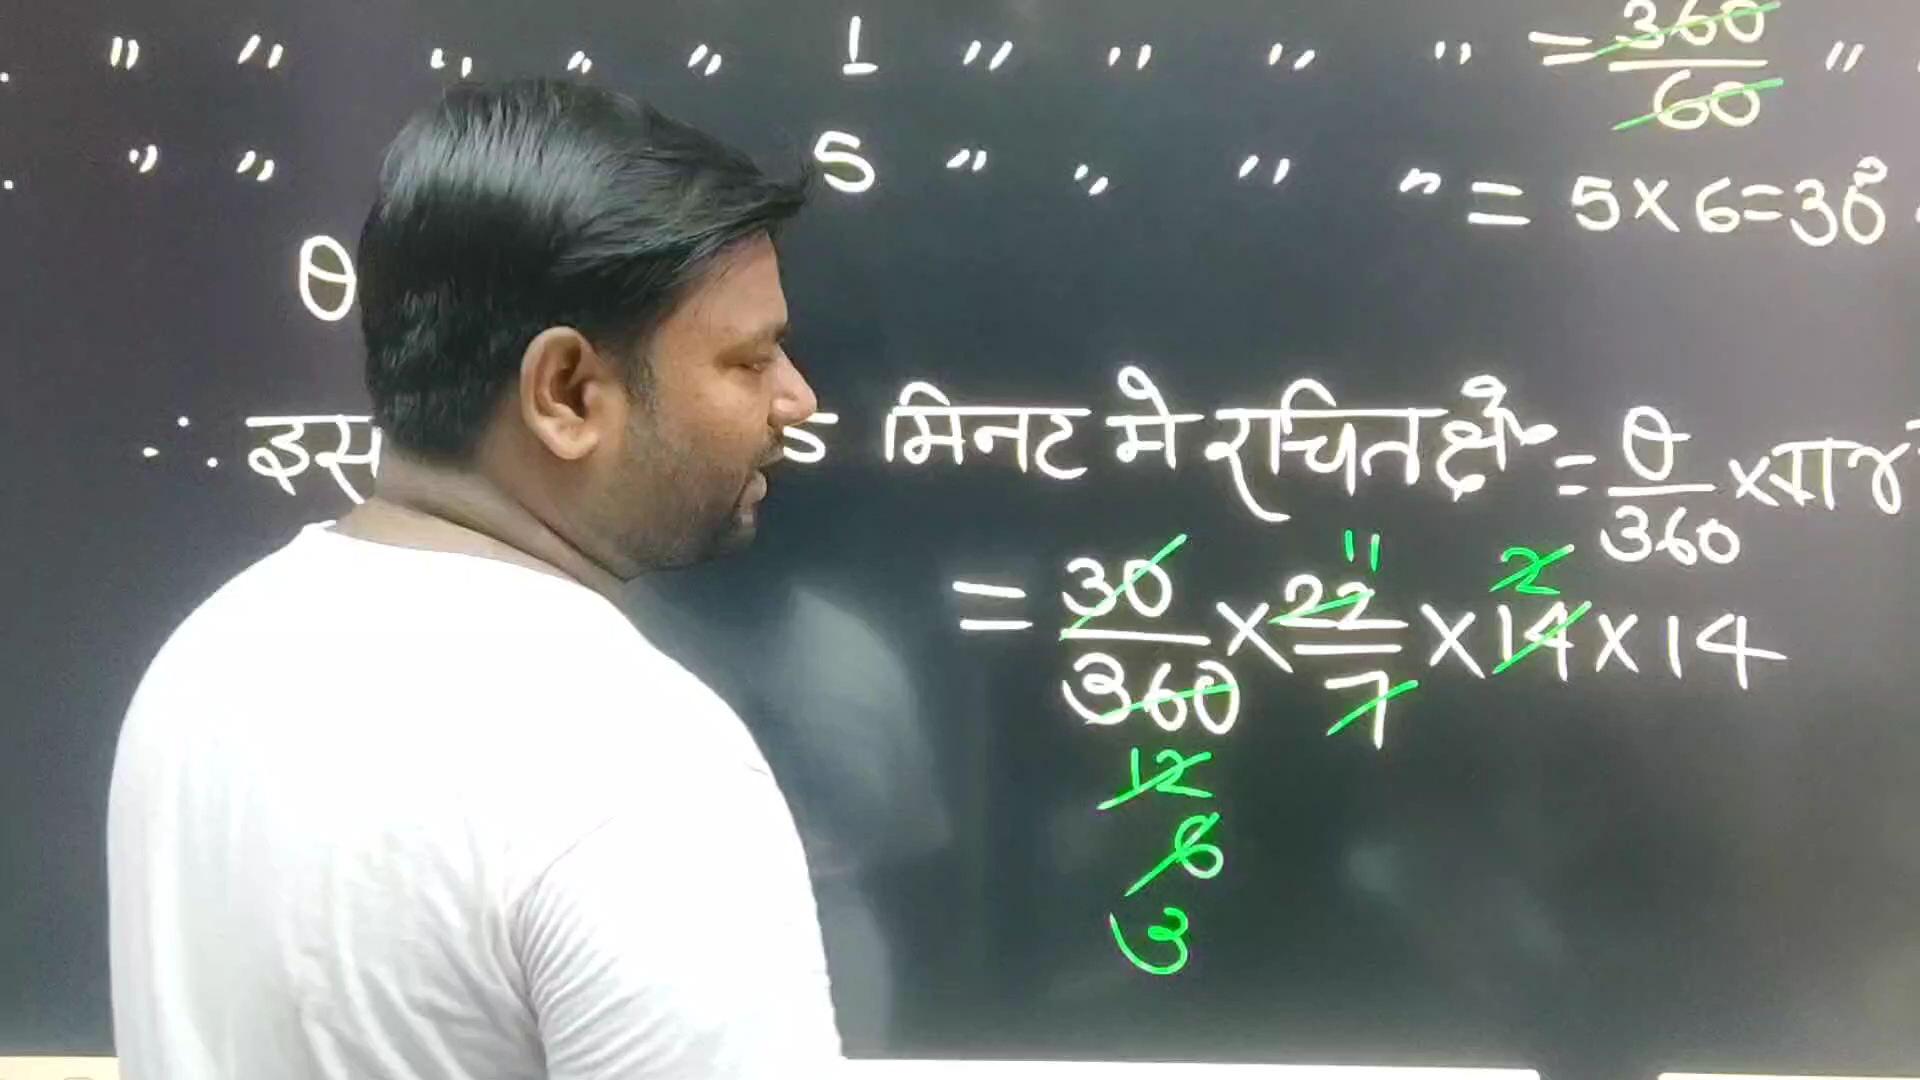 " " " " " 1 " " " " = 360/60 "
" " 5 " " " " = 5×6=30°
θ
∴ इस 5 मिनट मे रचित क्षे० = θ/360 × πr²
= 30/360 × 22/7 × 14 × 14
11 2
12
6
3